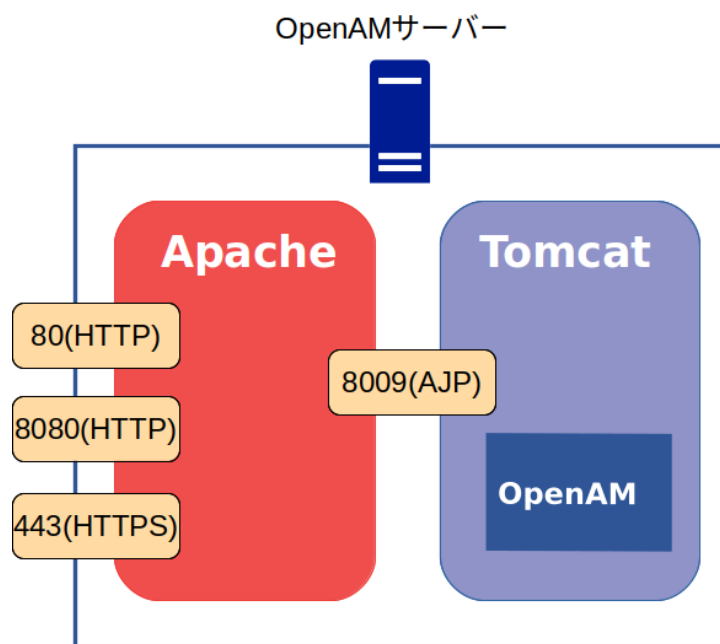 OpenAMサーバー
Apache
Tomcat
80(HTTP)
8009(AJP)
8080(HTTP)
443(HTTPS)
OpenAM